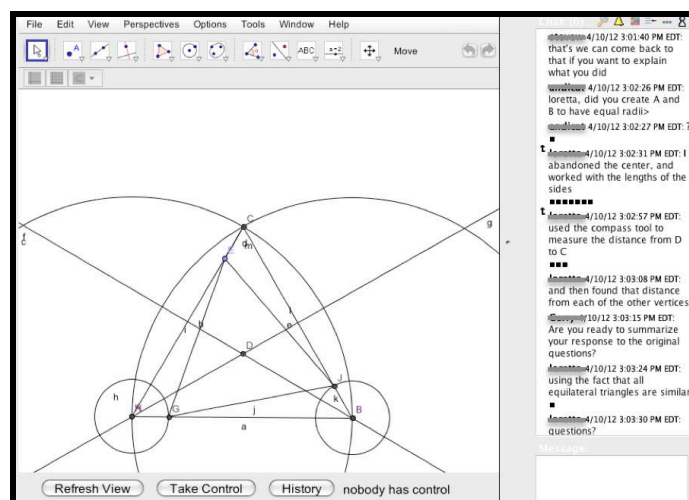 File Edit View Perspectives Options Tools Window Help
ABC a=2 Move
C
g
E
d
m
l
b
e
i
D
J
h
k
G
j
B
a
Refresh View Take Control History nobody has control
4/10/12 3:01:40 PM EDT:
that's we can come back to
that if you want to explain
what you did
4/10/12 3:02:26 PM EDT:
loretta, did you create A and
B to have equal radii>
4/10/12 3:02:27 PM EDT: ?
4/10/12 3:02:31 PM EDT: I
abandoned the center, and
worked with the lengths of the
sides
4/10/12 3:02:57 PM EDT:
used the compass tool to
measure the distance from D
to C
4/10/12 3:03:08 PM EDT:
and then found that distance
from each of the other vertices
4/10/12 3:03:15 PM EDT:
Are you ready to summarize
your response to the original
questions?
4/10/12 3:03:24 PM EDT:
using the fact that all
equilateral triangles are similar
4/10/12 3:03:30 PM EDT:
questions?
Message: